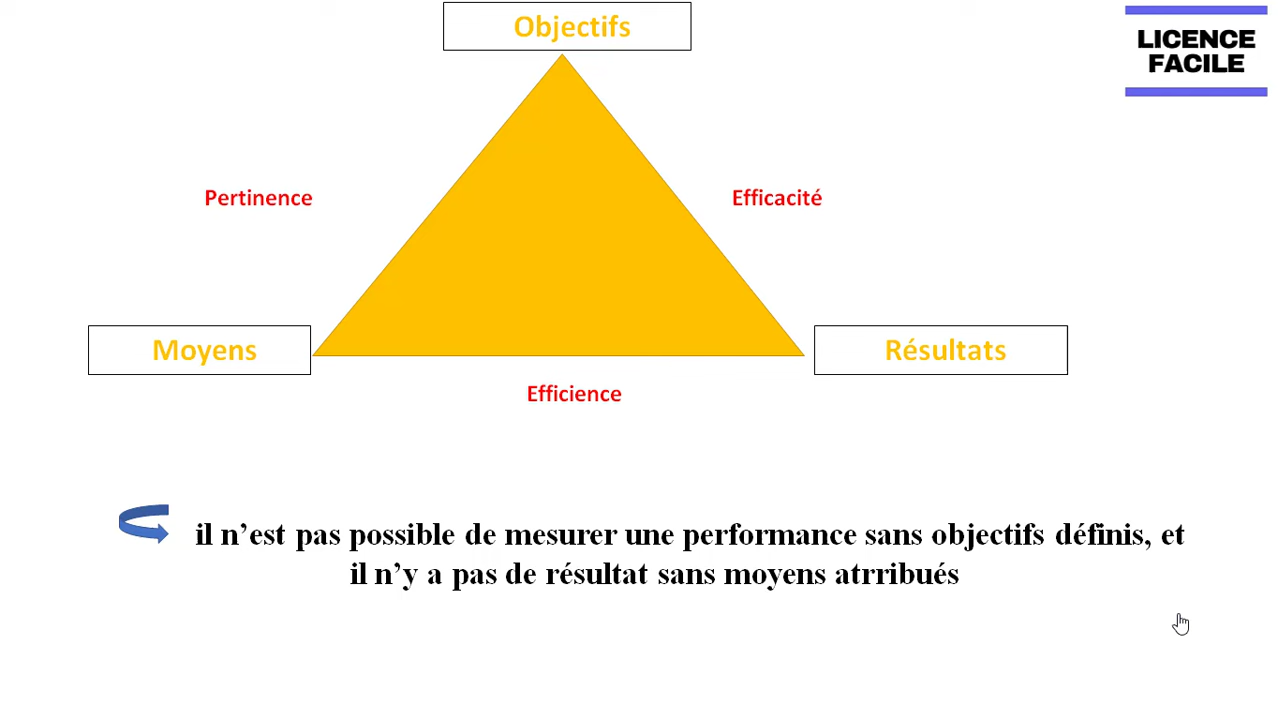 Objectifs
LICENCE
FACILE
Pertinence
Efficacité
Moyens
Résultats
Efficience
il n’est pas possible de mesurer une performance sans objectifs définis, et
il n’y a pas de résultat sans moyens atrribués